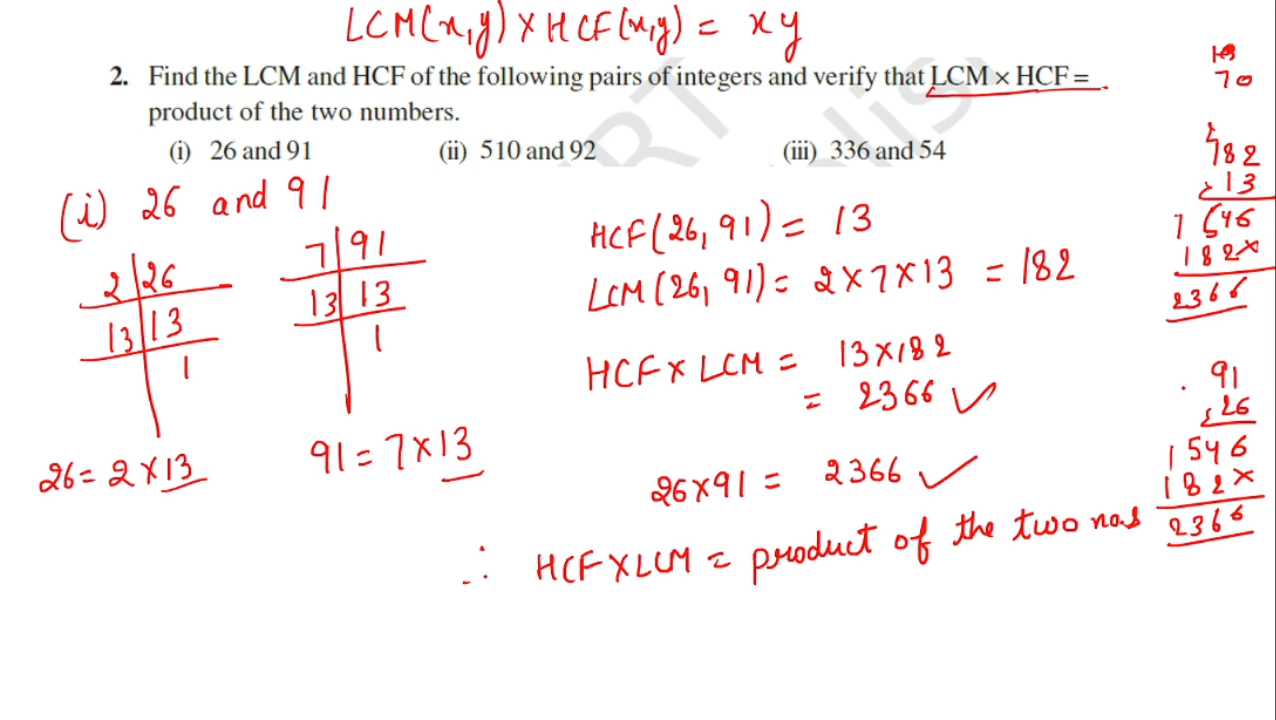 LCM(x,y) × HCF(x,y) = xy
2. Find the LCM and HCF of the following pairs of integers and verify that LCM × HCF =
product of the two numbers.
(i) 26 and 91 (ii) 510 and 92 (iii) 336 and 54
(i) 26 and 91
2 26
13 13
1
26 = 2 × 13
7 91
13 13
1
91 = 7 × 13
HCF(26, 91) = 13
LCM(26, 91) = 2×7×13 = 182
HCF × LCM = 13×182
= 2366 ✓
26×91 = 2366 ✓
∴ HCF×LCM = product of the two nos
70
182
13
546
182×
2366
91
26
546
182×
2366